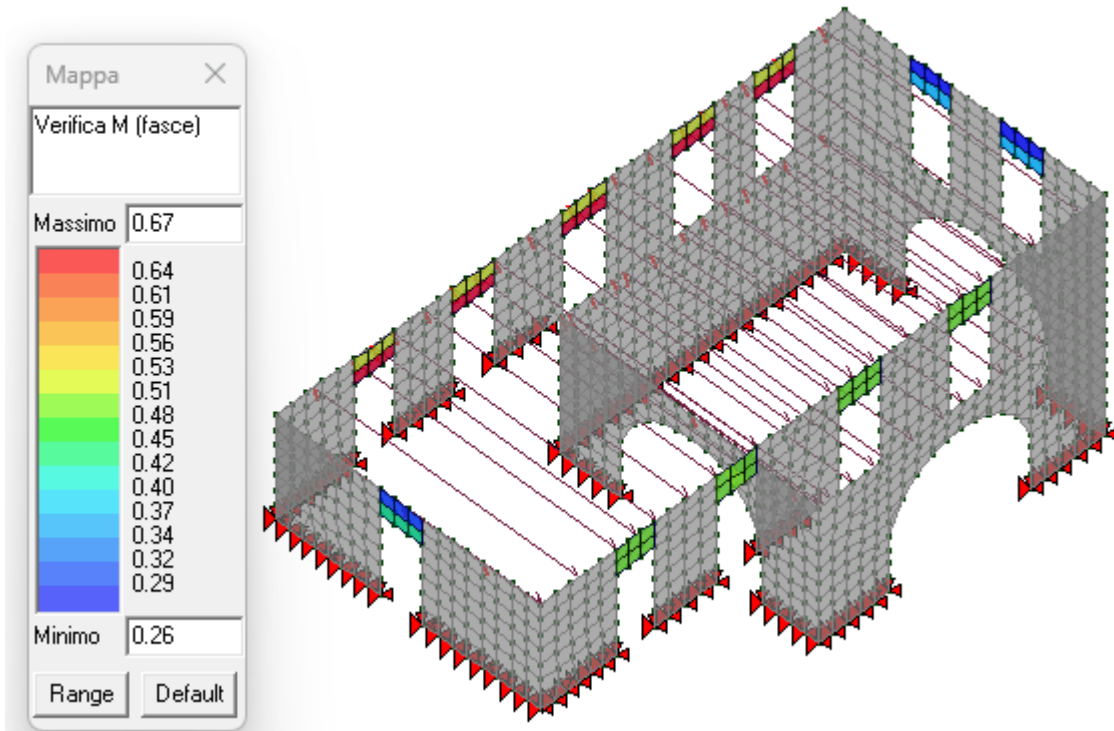 Mappa
Verifica M (fasce)
Massimo 0.67
0.64
0.61
0.59
0.56
0.53
0.51
0.48
0.45
0.42
0.40
0.37
0.34
0.32
0.29
Minimo 0.26
Range Default